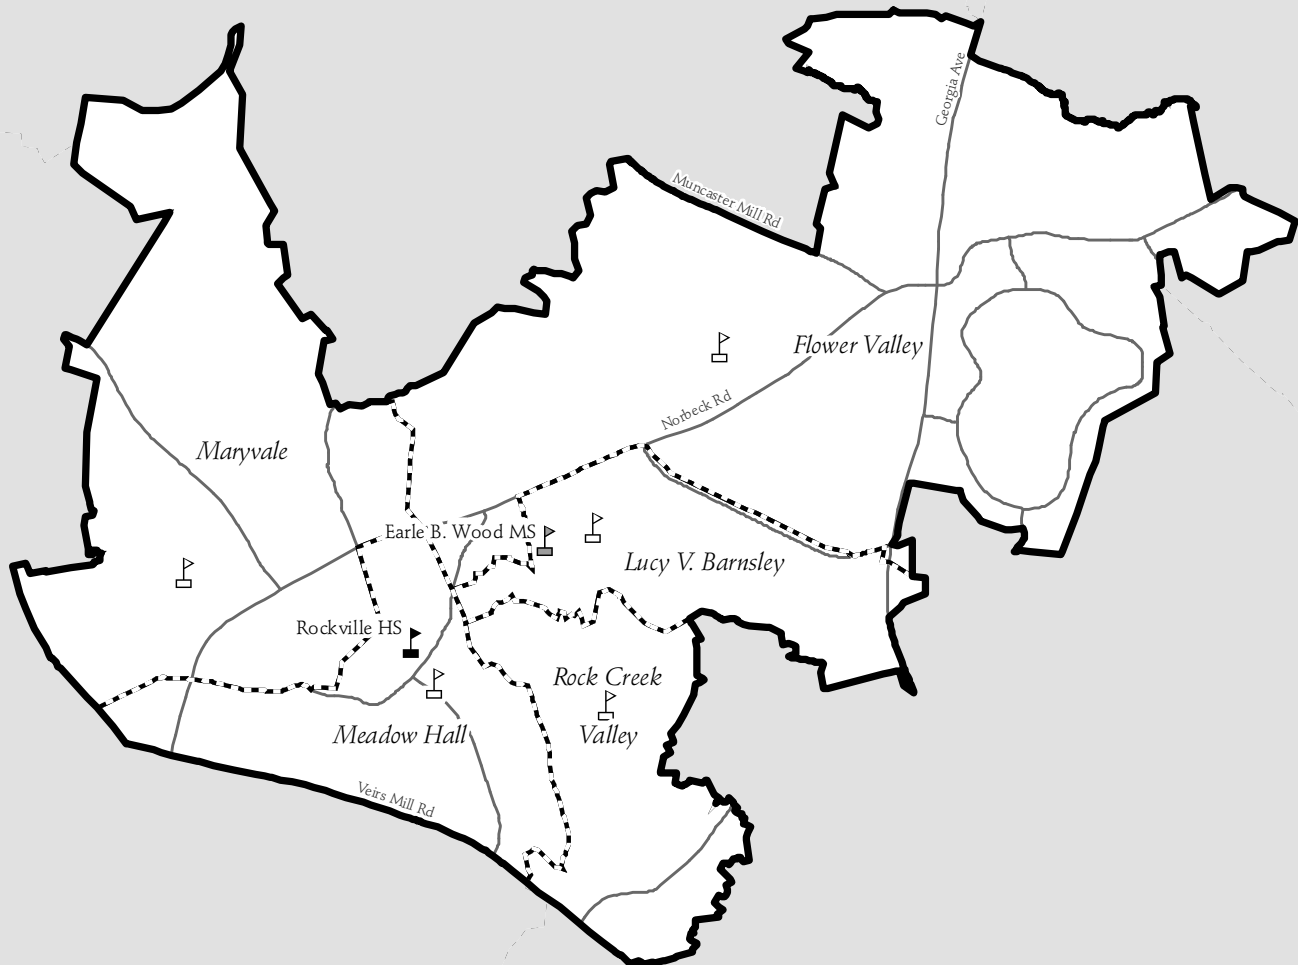 Georgia Ave
Muncaster Mill Rd
Flower Valley
Norbeck Rd
Maryvale
Earle B. Wood MS
Lucy V. Barnsley
Rockville HS
Rock Creek
Valley
Meadow Hall
Veirs Mill Rd